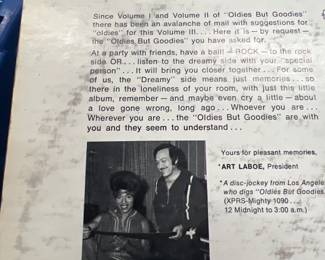 Since Volume I and Volume II of "Oldies But Goodies"
there has been an avalanche of mail with suggestions for
"oldies" for this Volume III.... Here it is — by request —
the "Oldies But Goodies" you have asked for.
At a party with friends, have a ball! — ROCK — to the rock
side OR... listen to the dreamy side with your "special
person"... It will bring you closer together... For some
of us, the "Dreamy" side means just memories... so
there in the loneliness of your room, with just this little
album, remember — and maybe even cry a little — about
a love gone wrong, long ago... Whoever you are...
Wherever you are... the "Oldies But Goodies" are with
you and they seem to understand...
Yours for pleasant memories,
*ART LABOE, President
*A disc-jockey from Los Angele
who digs "Oldies But Goodies
(XPRS-Mighty 1090...
12 Midnight to 3:00 a.m.)